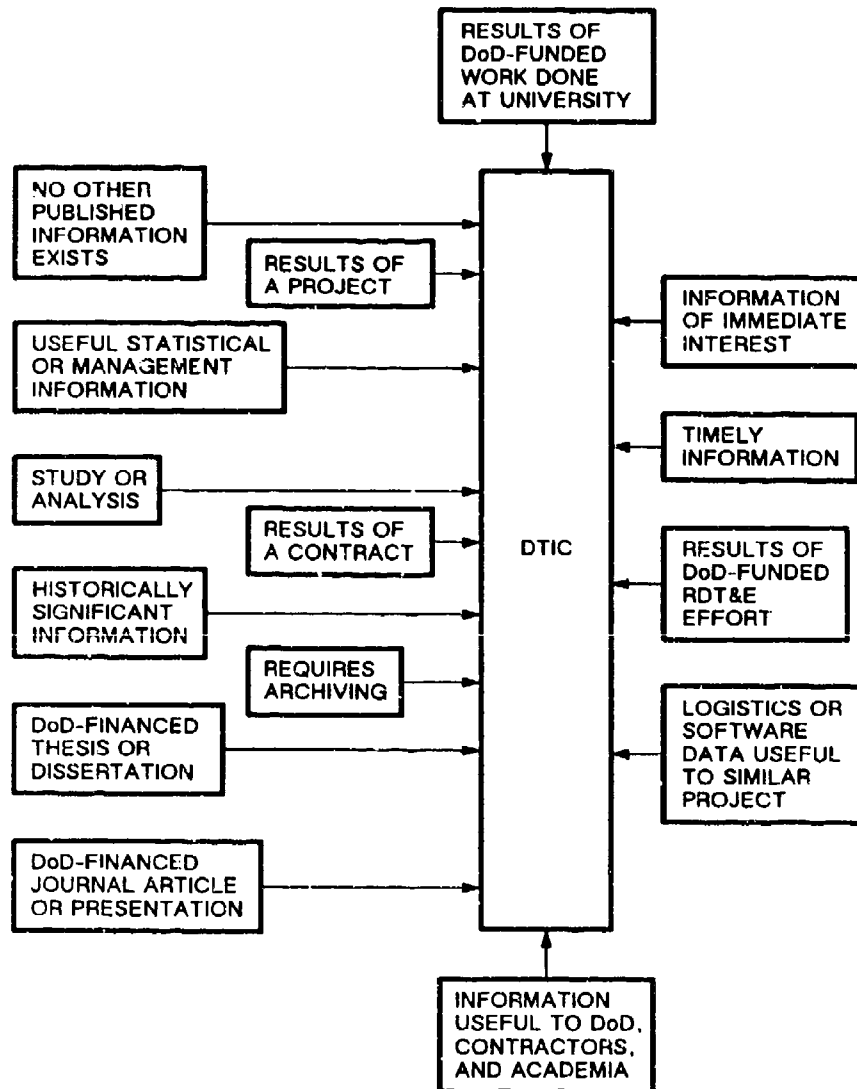 RESULTS OF
DoD-FUNDED
WORK DONE
AT UNIVERSITY
NO OTHER
PUBLISHED
INFORMATION
EXISTS
RESULTS OF
A PROJECT
USEFUL STATISTICAL
OR MANAGEMENT
INFORMATION
STUDY OR
ANALYSIS
RESULTS OF
A CONTRACT
HISTORICALLY
SIGNIFICANT
INFORMATION
REQUIRES
ARCHIVING
DoD-FINANCED
THESIS OR
DISSERTATION
DoD-FINANCED
JOURNAL ARTICLE
OR PRESENTATION
DTIC
INFORMATION
OF IMMEDIATE
INTEREST
TIMELY
INFORMATION
RESULTS OF
DoD-FUNDED
RDT&E
EFFORT
LOGISTICS OR
SOFTWARE
DATA USEFUL
TO SIMILAR
PROJECT
INFORMATION
USEFUL TO DoD,
CONTRACTORS,
AND ACADEMIA